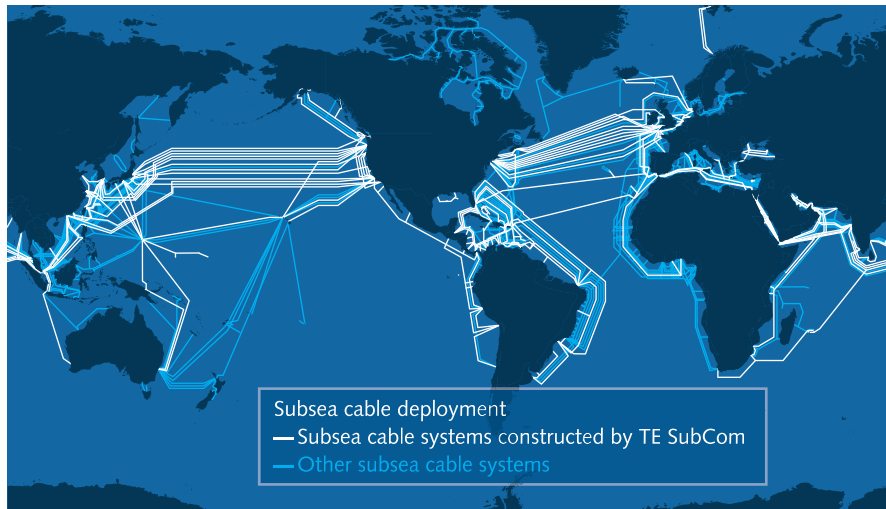 Subsea cable deployment
Subsea cable systems constructed by TE SubCom
Other subsea cable systems